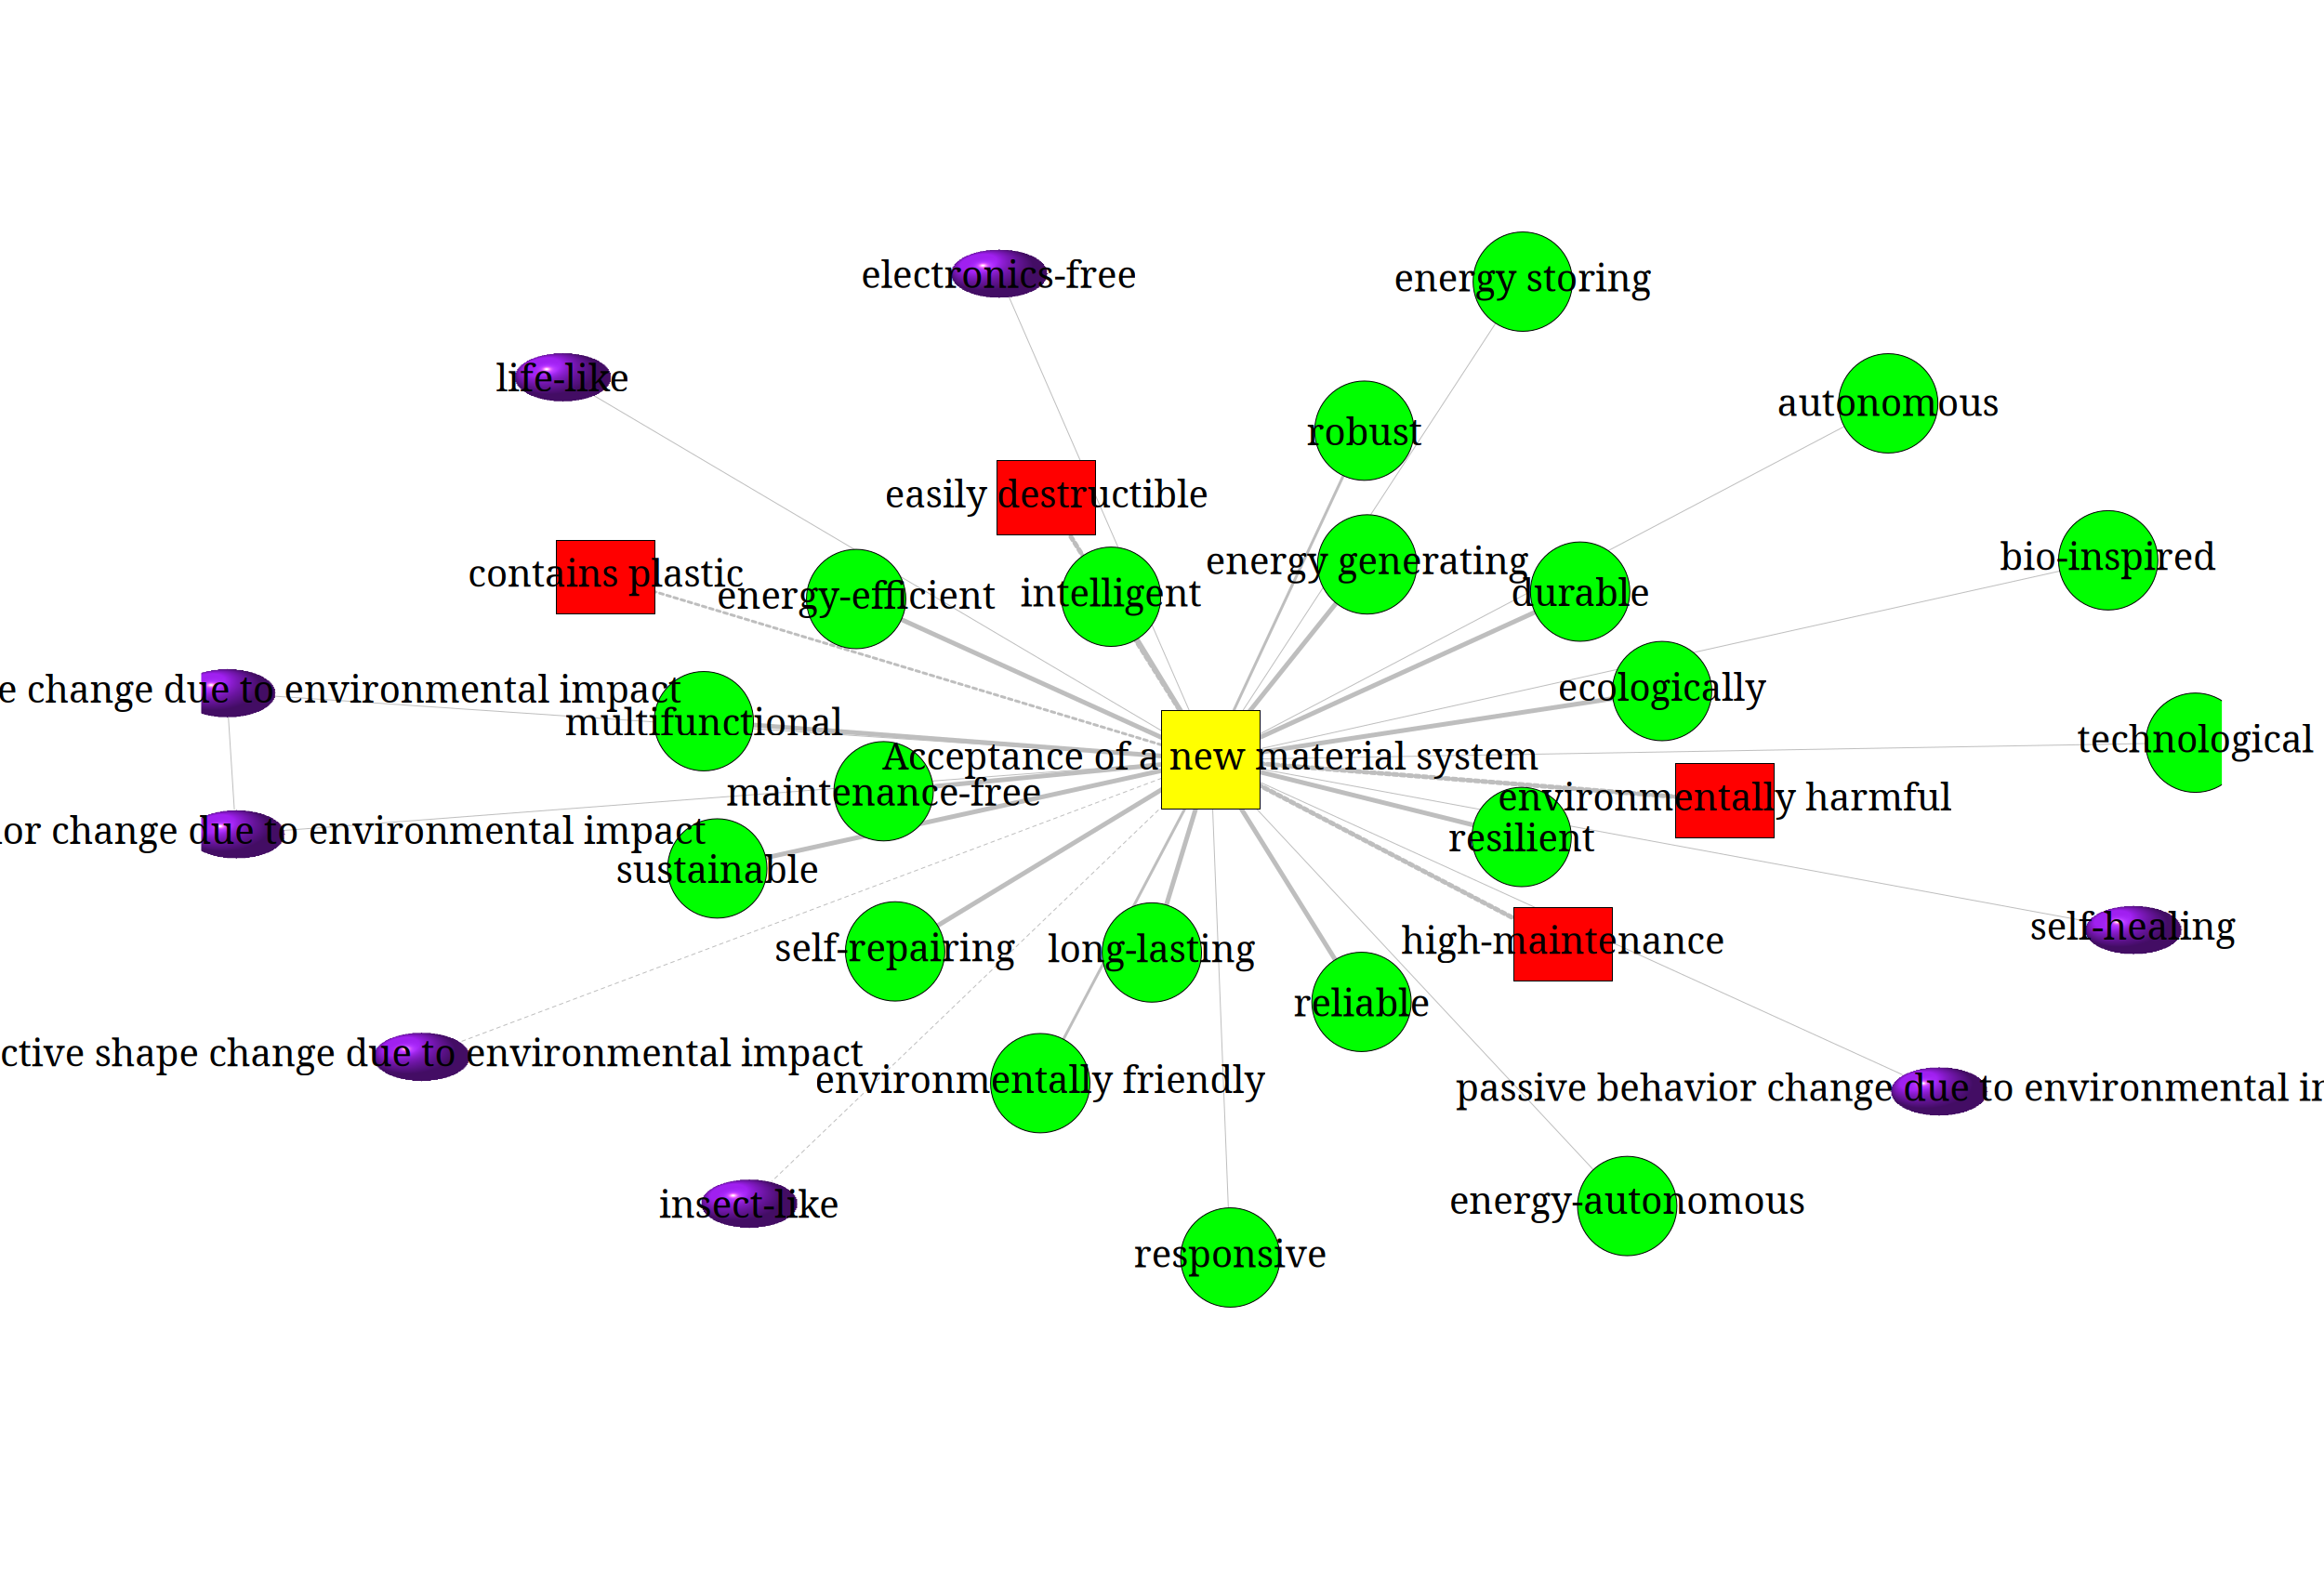 electronics-free
energy storing
life-like
autonomous
robust
easily destructible
contains plastic
energy-efficient
intelligent
energy generating
durable
bio-inspired
change due to environmental impact
multifunctional
ecologically
technological
Acceptance of a new material system
maintenance-free
environmentally harmful
change due to environmental impact
resilient
sustainable
self-repairing
long-lasting
high-maintenance
self-healing
reliable
shape change due to environmental impact
environmentally friendly
passive behavior change due to environmental
insect-like
energy-autonomous
responsive